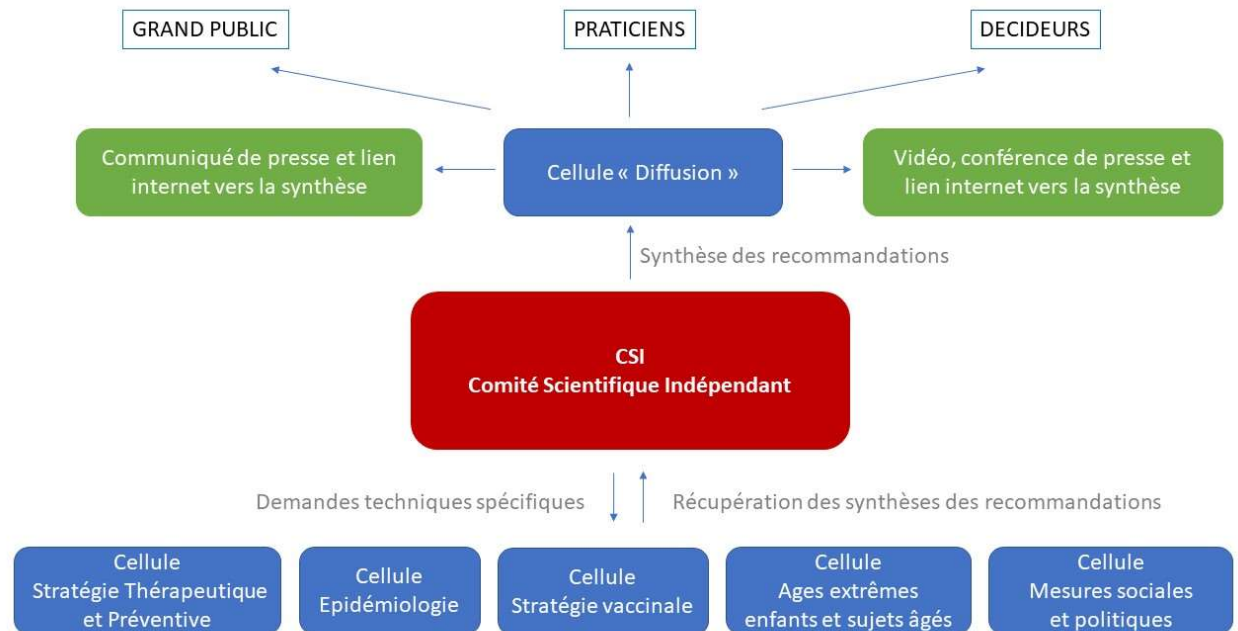 GRAND PUBLIC
PRATICIENS
DECIDEURS
Communiqué de presse et lien
internet vers la synthèse
Cellule « Diffusion »
Vidéo, conférence de presse et
lien internet vers la synthèse
Synthèse des recommandations
CSI
Comité Scientifique Indépendant
Demandes techniques spécifiques
Récupération des synthèses des recommandations
Cellule
Stratégie Thérapeutique
et Préventive
Cellule
Epidémiologie
Cellule
Stratégie vaccinale
Cellule
Ages extrêmes
enfants et sujets âgés
Cellule
Mesures sociales
et politiques